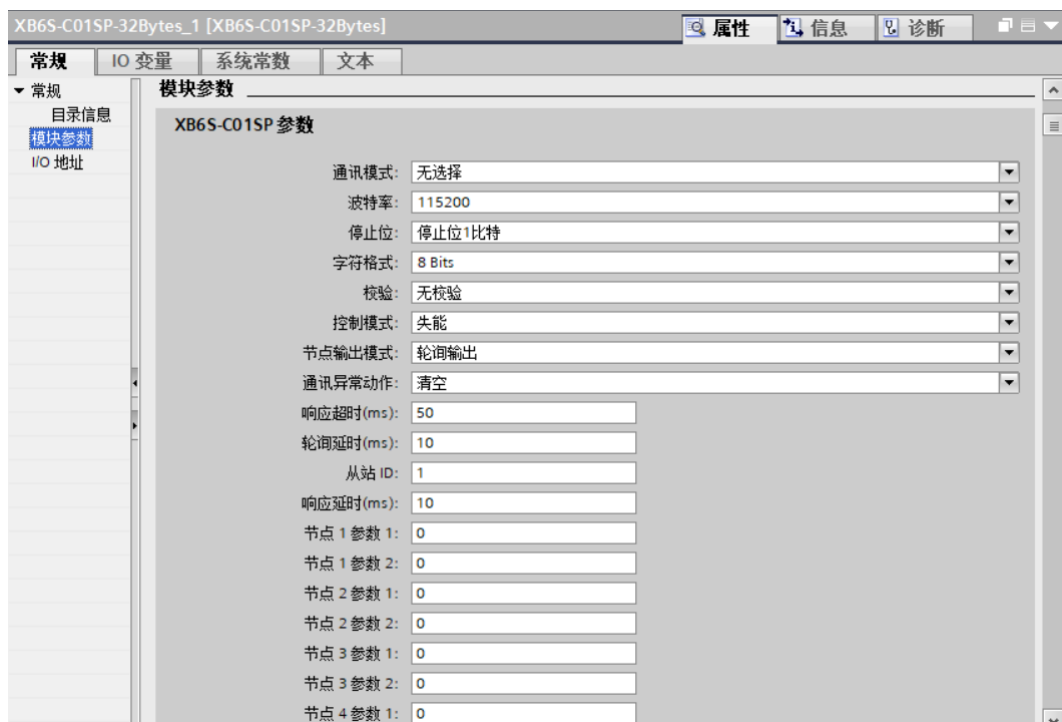 XB6S-C01SP-32Bytes_1 [XB6S-C01SP-32Bytes]
属性
信息
诊断
常规
IO 变量
系统常数
文本
常规
目录信息
模块参数
I/O 地址
模块参数
XB6S-C01SP 参数
通讯模式: 无选择
波特率: 115200
停止位: 停止位1比特
字符格式: 8 Bits
校验: 无校验
控制模式: 失能
节点输出模式: 轮询输出
通讯异常动作: 清空
响应超时(ms): 50
轮询延时(ms): 10
从站 ID: 1
响应延时(ms): 10
节点 1 参数 1: 0
节点 1 参数 2: 0
节点 2 参数 1: 0
节点 2 参数 2: 0
节点 3 参数 1: 0
节点 3 参数 2: 0
节点 4 参数 1: 0